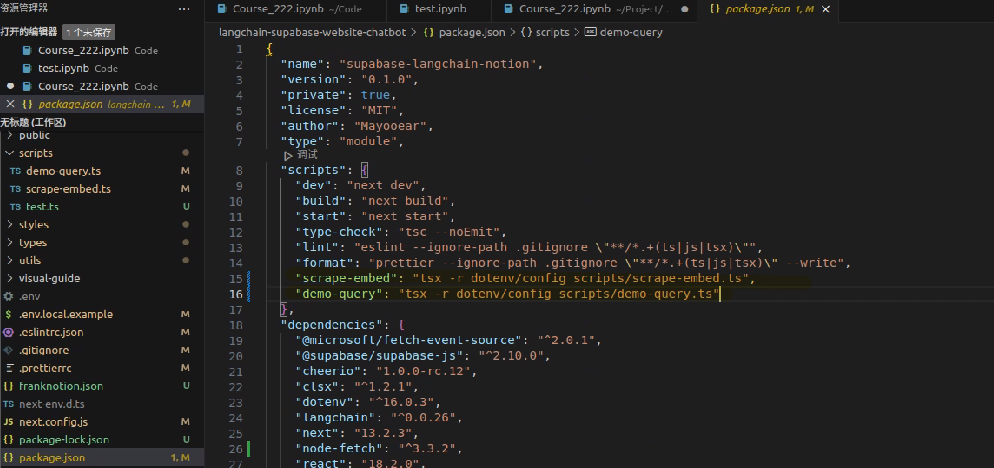 资源管理器
Course_222.ipynb ~/Code
test.ipynb
Course_222.ipynb ~/Project/...
package.json 1, M
打开的编辑器 1 个未保存
Course_222.ipynb Code
test.ipynb Code
Course_222.ipynb Code
package.json langchain-... 1, M
无标题 (工作区)
public
scripts
TS demo-query.ts M
TS scrape-embed.ts M
TS test.ts U
styles
types
utils
visual-guide
.env
.env.local.example
.eslintrc.json
.gitignore
.prettierrc
franknotion.json U
next-env.d.ts
JS next.config.js M
package-lock.json U
package.json 1, M
langchain-supabase-website-chatbot > {} package.json > {} scripts > demo-query
1 {
2 "name": "supabase-langchain-notion",
3 "version": "0.1.0",
4 "private": true,
5 "license": "MIT",
6 "author": "Mayooear",
7 "type": "module",
调试
8 "scripts": {
9 "dev": "next dev",
10 "build": "next build",
11 "start": "next start",
12 "type-check": "tsc --noEmit",
13 "lint": "eslint --ignore-path .gitignore \"**/*.+(ts|js|tsx)\"",
14 "format": "prettier --ignore-path .gitignore \"**/*.+(ts|js|tsx)\" --write",
15 "scrape-embed": "tsx -r dotenv/config scripts/scrape-embed.ts",
16 "demo-query": "tsx -r dotenv/config scripts/demo-query.ts"
17 },
18 "dependencies": {
19 "@microsoft/fetch-event-source": "^2.0.1",
20 "@supabase/supabase-js": "^2.10.0",
21 "cheerio": "1.0.0-rc.12",
22 "clsx": "^1.2.1",
23 "dotenv": "^16.0.3",
24 "langchain": "^0.0.26",
25 "next": "13.2.3",
26 "node-fetch": "^3.3.2",
27 "react": "18.2.0",